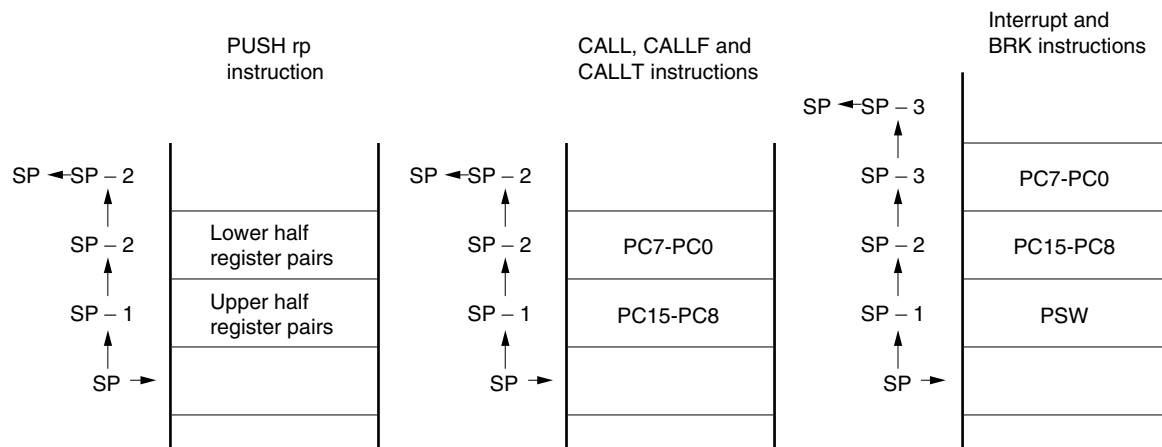 PUSH rp
instruction
SP SP – 2
SP – 2
Lower half
register pairs
SP – 1
Upper half
register pairs
SP
CALL, CALLF and
CALLT instructions
SP SP – 2
SP – 2
PC7-PC0
SP – 1
PC15-PC8
SP
Interrupt and
BRK instructions
SP SP – 3
SP – 3
PC7-PC0
SP – 2
PC15-PC8
SP – 1
PSW
SP